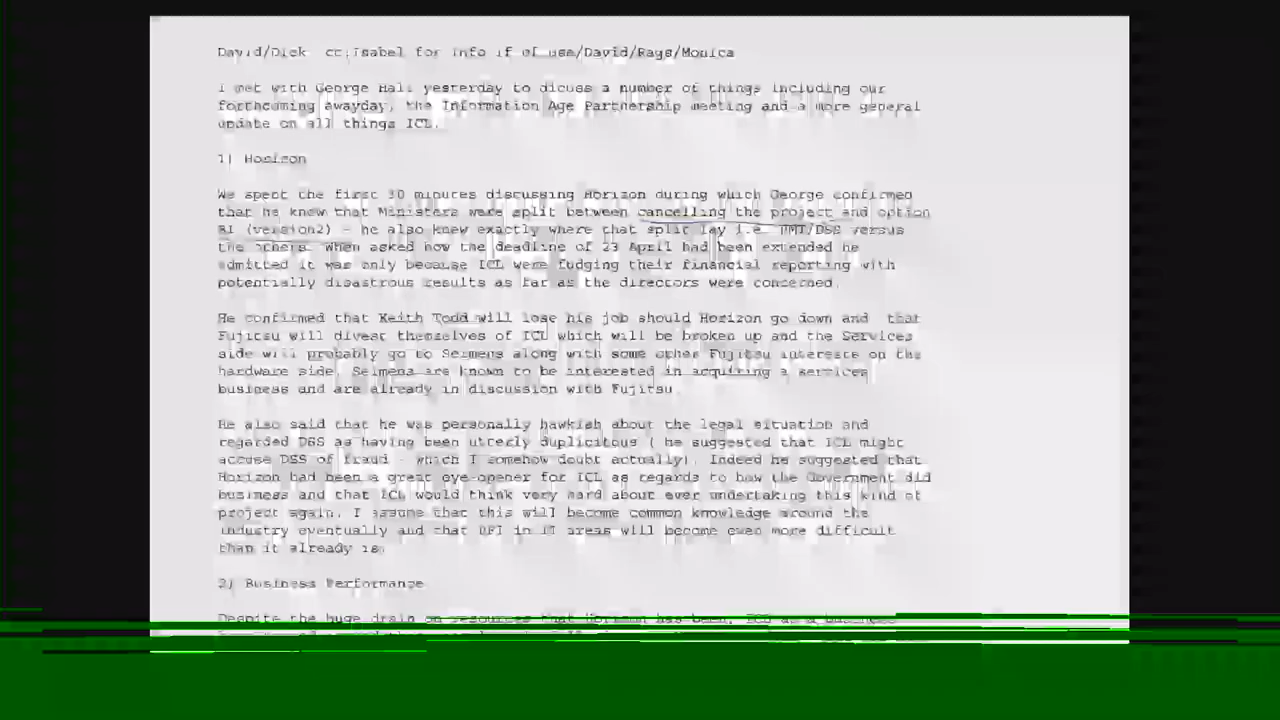 David/Dick cc:Isabel for info if of use/David/Rays/Monica
I met with George Hall yesterday to dicuss a number of things including our
forthcoming awayday, the Information Age Partnership meeting and a more general
update on all things ICL.
1) Horizon
We spent the first 30 minutes discussing Horizon during which George confirmed
that he knew that Ministers were split between cancelling the project and option
B1 (version2) - he also knew exactly where that split lay i.e. HMT/DSS versus
the others. When asked how the deadline of 23 April had been extended he
admitted it was only because ICL were fudging their financial reporting with
potentially disastrous results as far as the directors were concerned.
He confirmed that Keith Todd will lose his job should Horizon go down and that
Fujitsu will divest themselves of ICL which will be broken up and the Services
side will probably go to Seimens along with some other Fujitsu interests on the
hardware side. Seimens are known to be interested in acquiring a services
business and are already in discussion with Fujitsu.
He also said that he was personally hawkish about the legal situation and
regarded DSS as having been utterly duplicitous ( he suggested that ICL might
accuse DSS of fraud - which I somehow doubt actually). Indeed he suggested that
Horizon had been a great eye-opener for ICL as regards to how the Government did
business and that ICL would think very hard about ever undertaking this kind of
project again. I assume that this will become common knowledge around the
industry eventually and that PFI in IT areas will become even more difficult
than it already is.
2) Business Performance
Despite the huge drain on resources that Horizon has been, ICL as a business